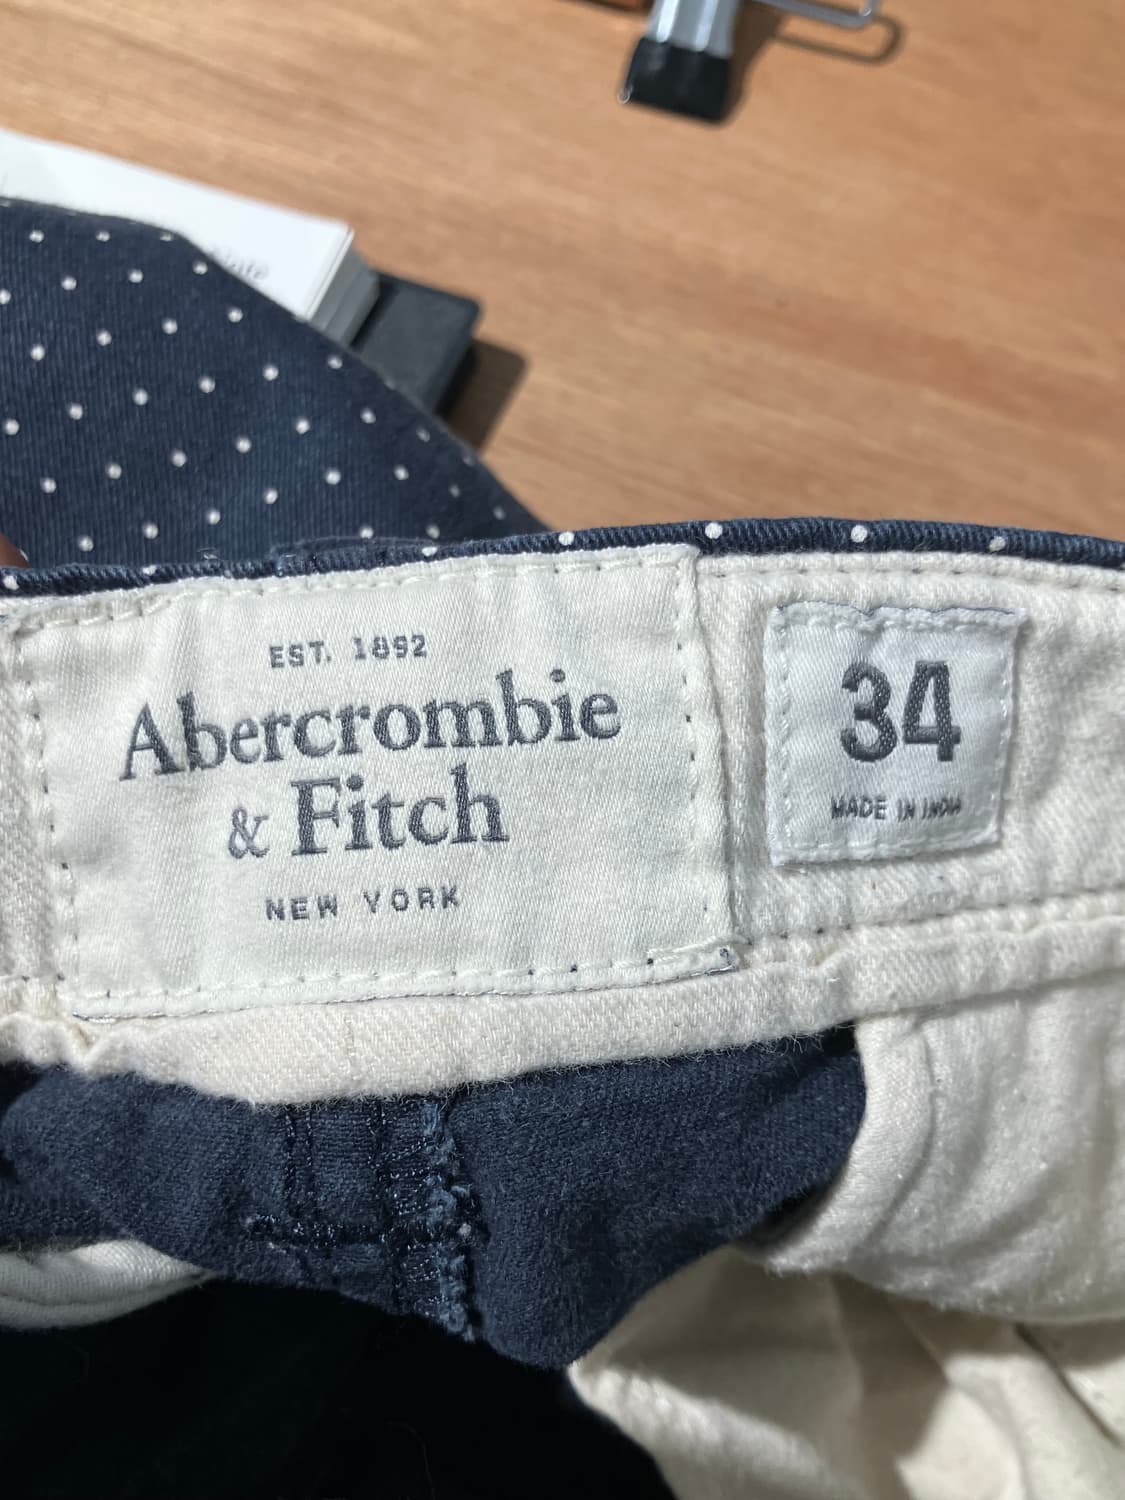 EST. 1892
Abercrombie
& Fitch
NEW YORK
34
MADE IN INDIA